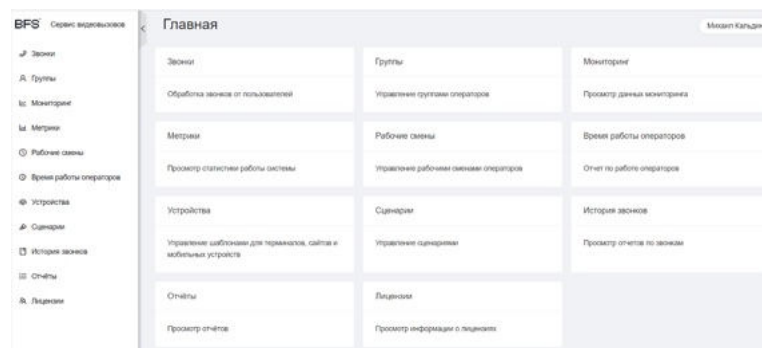 BFS Сервис видеовызовов
Главная
Михаил Кальдин
Звонки
Группы
Мониторинг
Метрики
Рабочие смены
Время работы операторов
Устройства
Сценарии
История звонков
Отчёты
Лицензии
Звонки
Обработка звонков от пользователей
Группы
Управление группами операторов
Мониторинг
Просмотр данных мониторинга
Метрики
Просмотр статистики работы системы
Рабочие смены
Управление рабочими сменами операторов
Время работы операторов
Отчет по работе операторов
Устройства
Управление шаблонами для терминалов, сайтов и
мобильных устройств
Сценарии
Управление сценариями
История звонков
Просмотр отчетов по звонкам
Отчёты
Просмотр отчётов
Лицензии
Просмотр информации о лицензиях